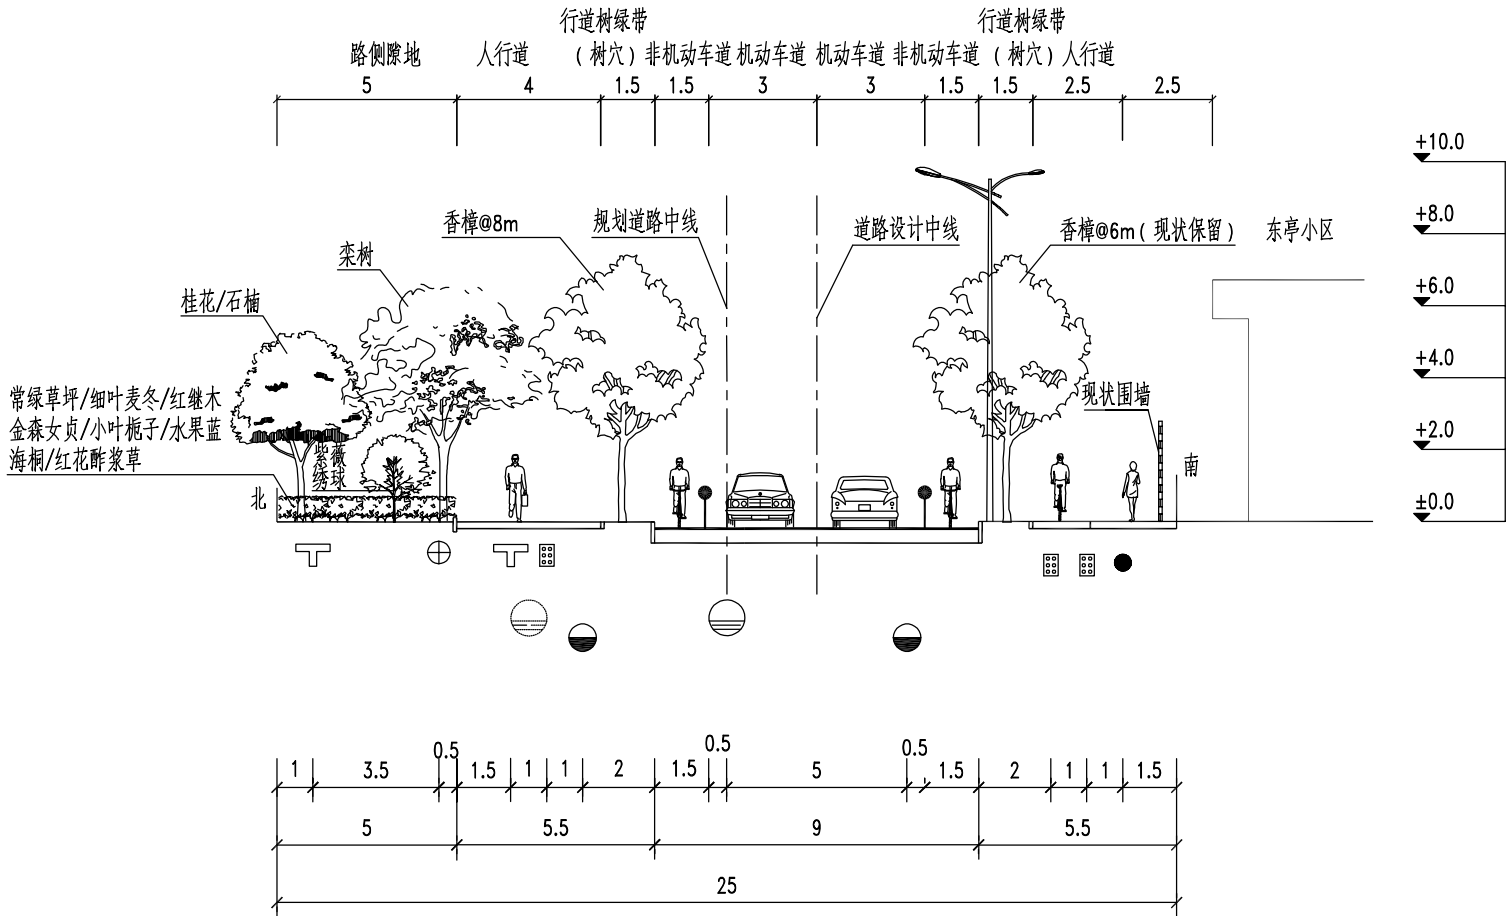 行道树绿带
行道树绿带
路侧隙地
人行道
（树穴）
非机动车道
机动车道
机动车道
非机动车道
（树穴）
人行道
5
4
1.5
1.5
3
3
1.5
1.5
2.5
2.5
+10.0
+8.0
+6.0
+4.0
+2.0
±0.0
香樟@8m
规划道路中线
道路设计中线
香樟@6m（现状保留）
东亭小区
栾树
桂花/石楠
常绿草坪/细叶麦冬/红继木
金森女贞/小叶栀子/水果蓝
海桐/红花酢浆草
紫薇
绣球
现状围墙
北
南
1
3.5
0.5
1.5
1
1
2
1.5
0.5
5
0.5
1.5
2
1
1
1.5
5
5.5
9
5.5
25